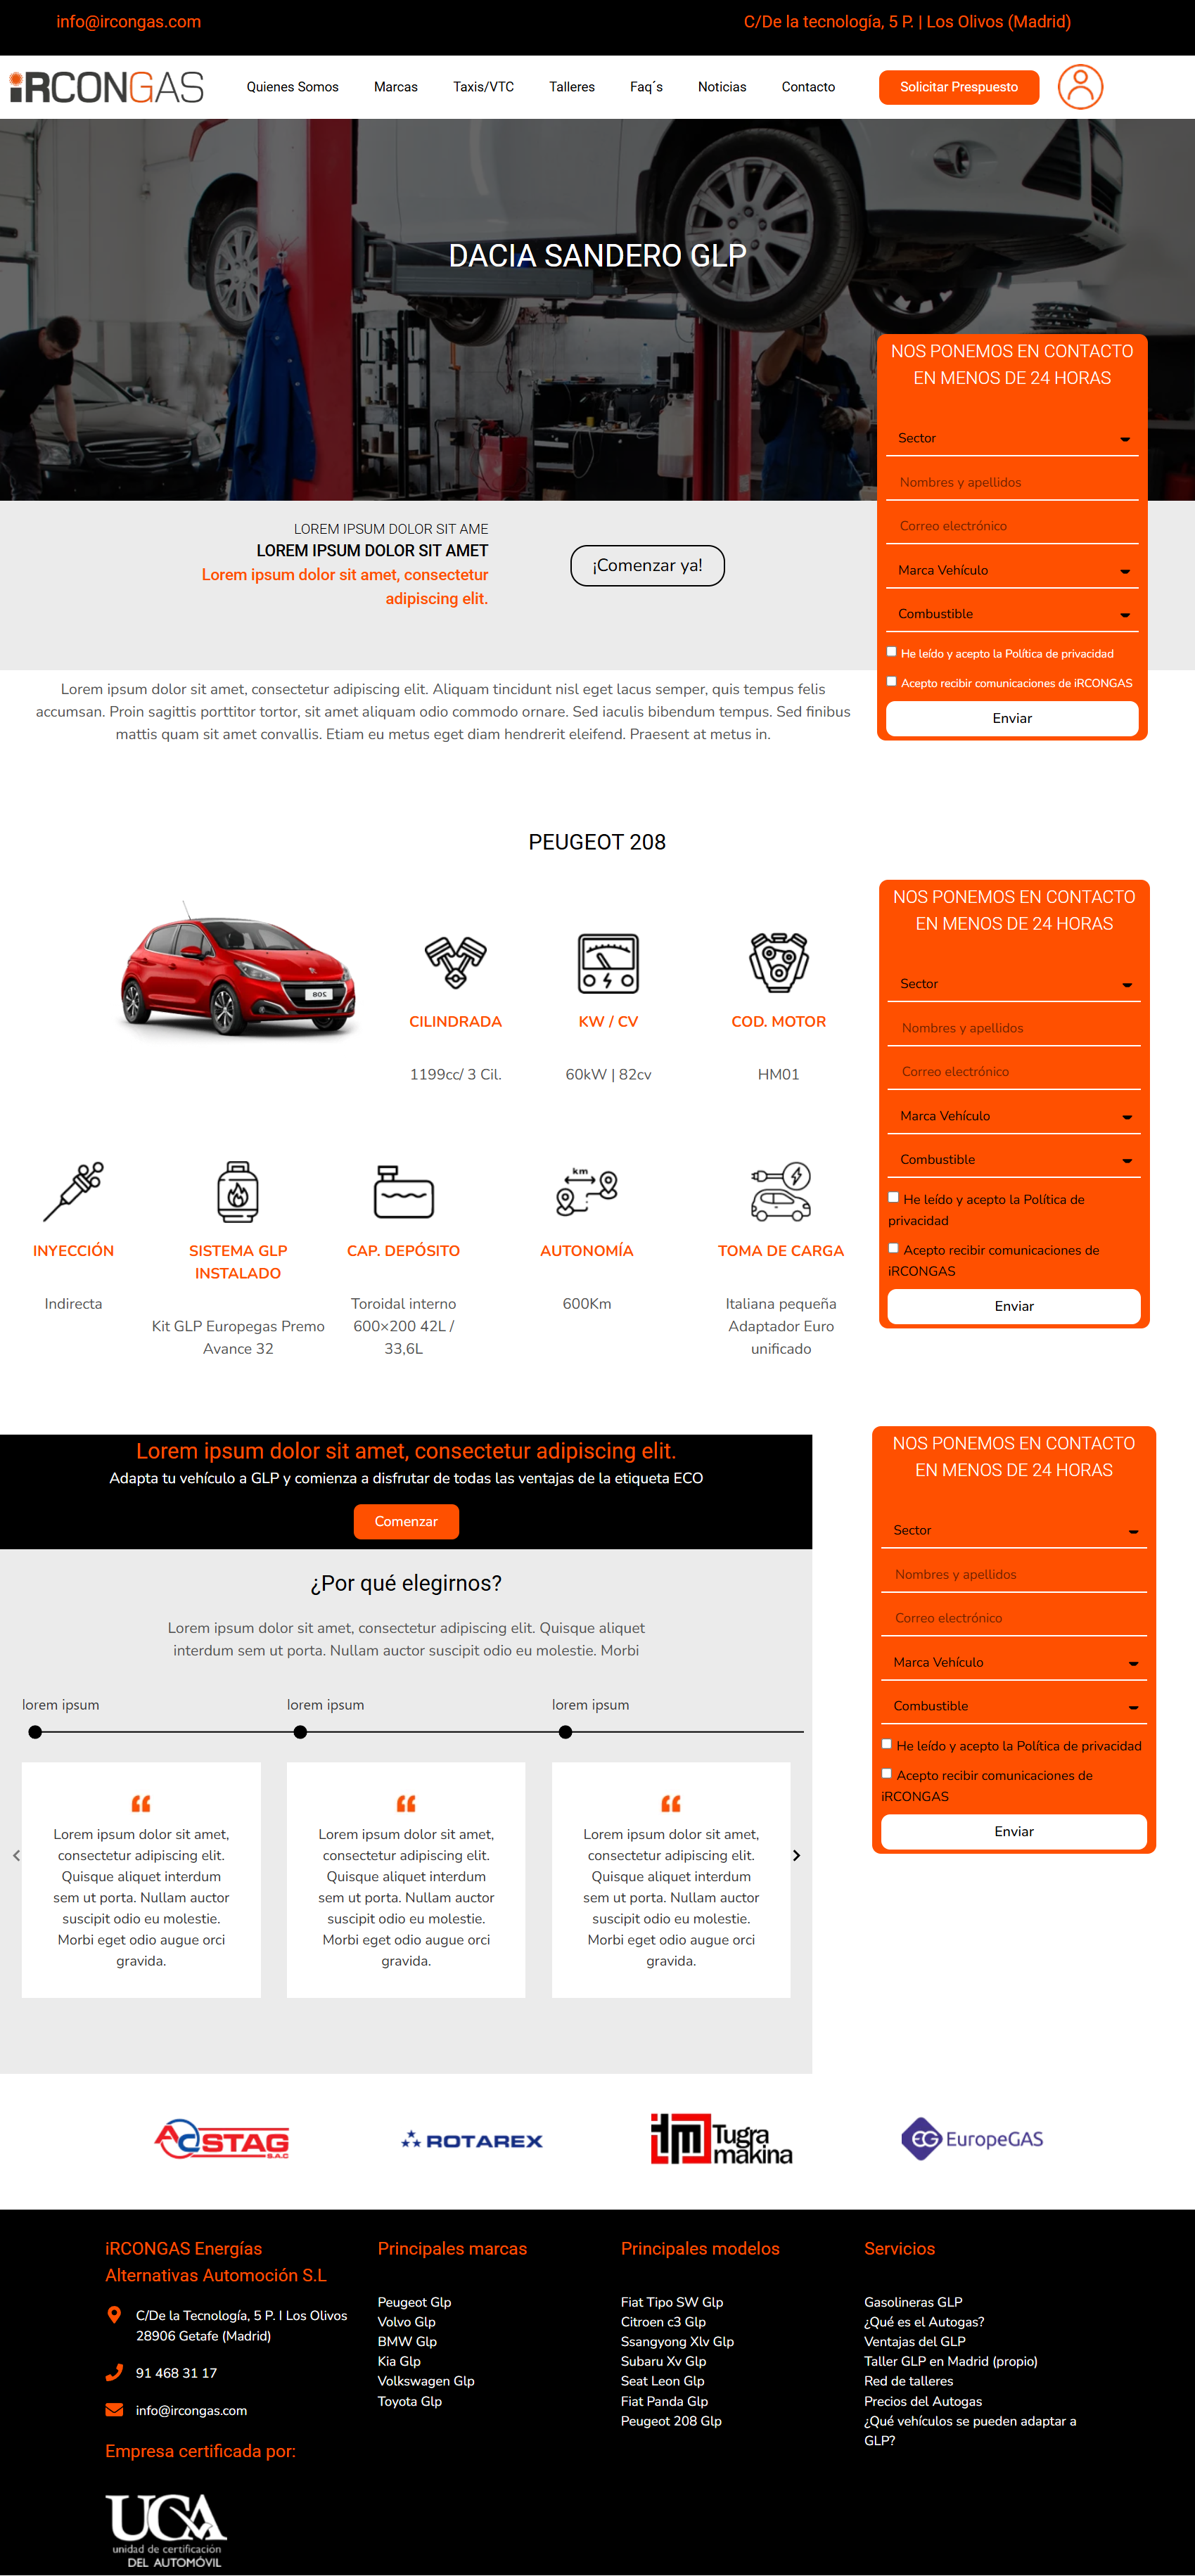 info@ircongas.com
C/De la tecnología, 5 P. | Los Olivos (Madrid)
iRCONGAS
Quienes Somos
Marcas
Taxis/VTC
Talleres
Faq´s
Noticias
Contacto
Solicitar Prespuesto
DACIA SANDERO GLP
NOS PONEMOS EN CONTACTO
EN MENOS DE 24 HORAS
Sector
Nombres y apellidos
Correo electrónico
Marca Vehículo
Combustible
He leído y acepto la Política de privacidad
Acepto recibir comunicaciones de iRCONGAS
Enviar
LOREM IPSUM DOLOR SIT AME
LOREM IPSUM DOLOR SIT AMET
Lorem ipsum dolor sit amet, consectetur
adipiscing elit.
¡Comenzar ya!
Lorem ipsum dolor sit amet, consectetur adipiscing elit. Aliquam tincidunt nisl eget lacus semper, quis tempus felis
accumsan. Proin sagittis porttitor tortor, sit amet aliquam odio commodo ornare. Sed iaculis bibendum tempus. Sed finibus
mattis quam sit amet convallis. Etiam eu metus eget diam hendrerit eleifend. Praesent at metus in.
PEUGEOT 208
CILINDRADA
1199cc/ 3 Cil.
KW / CV
60kW | 82cv
COD. MOTOR
HM01
INYECCIÓN
Indirecta
SISTEMA GLP
INSTALADO
Kit GLP Europegas Premo
Avance 32
CAP. DEPÓSITO
Toroidal interno
600×200 42L /
33,6L
km
AUTONOMÍA
600Km
TOMA DE CARGA
Italiana pequeña
Adaptador Euro
unificado
NOS PONEMOS EN CONTACTO
EN MENOS DE 24 HORAS
Sector
Nombres y apellidos
Correo electrónico
Marca Vehículo
Combustible
He leído y acepto la Política de
privacidad
Acepto recibir comunicaciones de
iRCONGAS
Enviar
Lorem ipsum dolor sit amet, consectetur adipiscing elit.
Adapta tu vehículo a GLP y comienza a disfrutar de todas las ventajas de la etiqueta ECO
Comenzar
¿Por qué elegirnos?
Lorem ipsum dolor sit amet, consectetur adipiscing elit. Quisque aliquet
interdum sem ut porta. Nullam auctor suscipit odio eu molestie. Morbi
lorem ipsum
Lorem ipsum dolor sit amet,
consectetur adipiscing elit.
Quisque aliquet interdum
sem ut porta. Nullam auctor
suscipit odio eu molestie.
Morbi eget odio augue orci
gravida.
lorem ipsum
Lorem ipsum dolor sit amet,
consectetur adipiscing elit.
Quisque aliquet interdum
sem ut porta. Nullam auctor
suscipit odio eu molestie.
Morbi eget odio augue orci
gravida.
lorem ipsum
Lorem ipsum dolor sit amet,
consectetur adipiscing elit.
Quisque aliquet interdum
sem ut porta. Nullam auctor
suscipit odio eu molestie.
Morbi eget odio augue orci
gravida.
NOS PONEMOS EN CONTACTO
EN MENOS DE 24 HORAS
Sector
Nombres y apellidos
Correo electrónico
Marca Vehículo
Combustible
He leído y acepto la Política de privacidad
Acepto recibir comunicaciones de
iRCONGAS
Enviar
AC STAG
S.A.C
ROTAREX
tm Tugra
makina
EG EuropeGAS
iRCONGAS Energías
Alternativas Automoción S.L
C/De la Tecnología, 5 P. I Los Olivos
28906 Getafe (Madrid)
91 468 31 17
info@ircongas.com
Empresa certificada por:
UCA
unidad de certificación
DEL AUTOMÓVIL
Principales marcas
Peugeot Glp
Volvo Glp
BMW Glp
Kia Glp
Volkswagen Glp
Toyota Glp
Principales modelos
Fiat Tipo SW Glp
Citroen c3 Glp
Ssangyong Xlv Glp
Subaru Xv Glp
Seat Leon Glp
Fiat Panda Glp
Peugeot 208 Glp
Servicios
Gasolineras GLP
¿Qué es el Autogas?
Ventajas del GLP
Taller GLP en Madrid (propio)
Red de talleres
Precios del Autogas
¿Qué vehículos se pueden adaptar a
GLP?